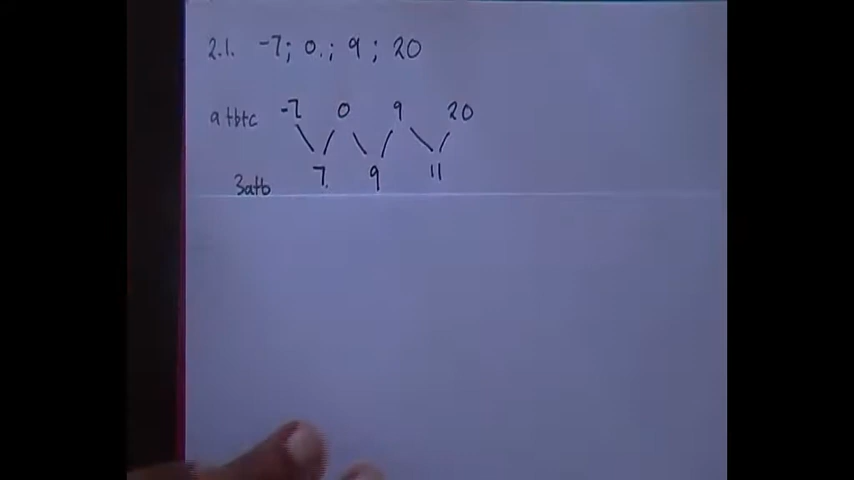 2.1. -7; 0.; 9; 20
a+b+c -7 0 9 20
3a+b 7. 9 11